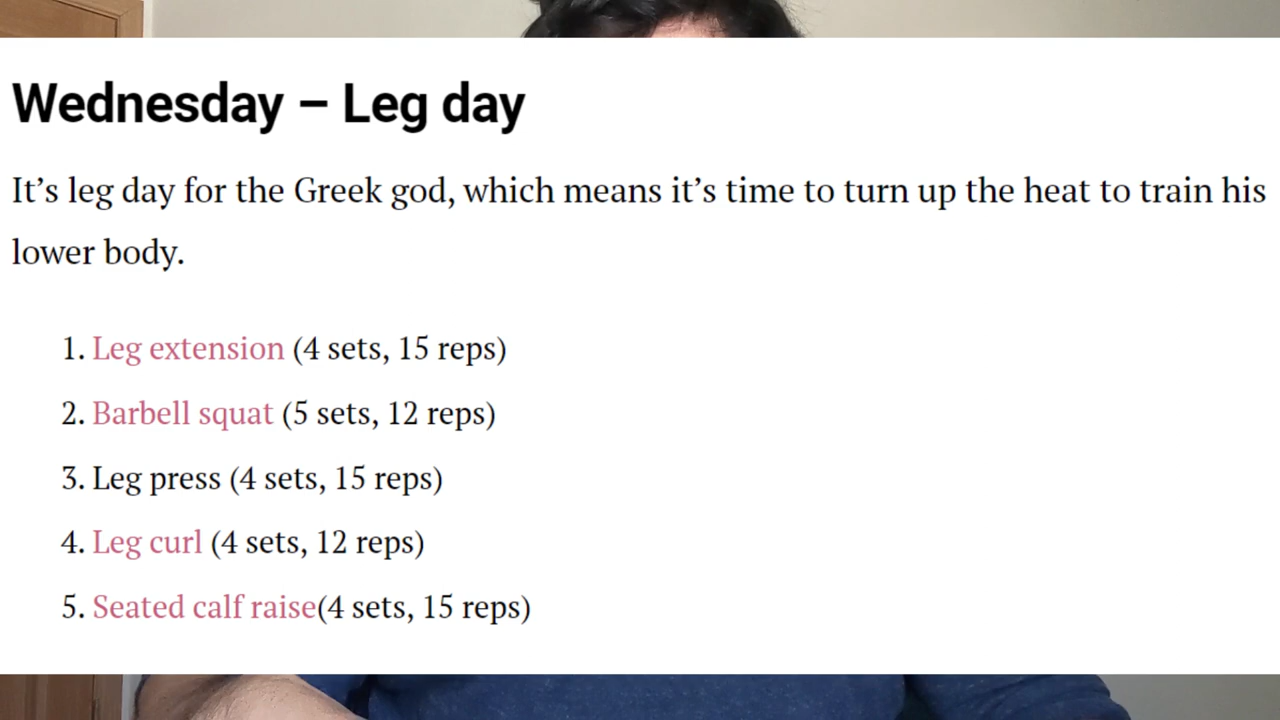 Wednesday – Leg day
It’s leg day for the Greek god, which means it’s time to turn up the heat to train his
lower body.
1. Leg extension (4 sets, 15 reps)
2. Barbell squat (5 sets, 12 reps)
3. Leg press (4 sets, 15 reps)
4. Leg curl (4 sets, 12 reps)
5. Seated calf raise(4 sets, 15 reps)